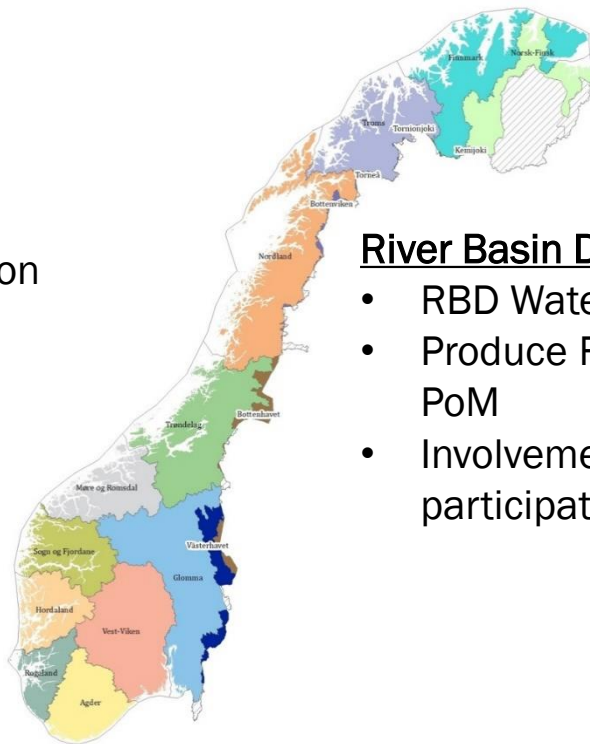 Finnmark
Norsk-Finsk
Troms
Tornionjoki
Kemijoki
Torneå
Bottenviken
Nordland
on
River Basin D
• RBD Wate
• Produce
PoM
• Involveme
participat
Trøndelag
Bottenhavet
Møre og Romsdal
Västerhavet
Sogn og Fjordane
Glomma
Hordaland
Vest-Viken
Rogaland
Agder